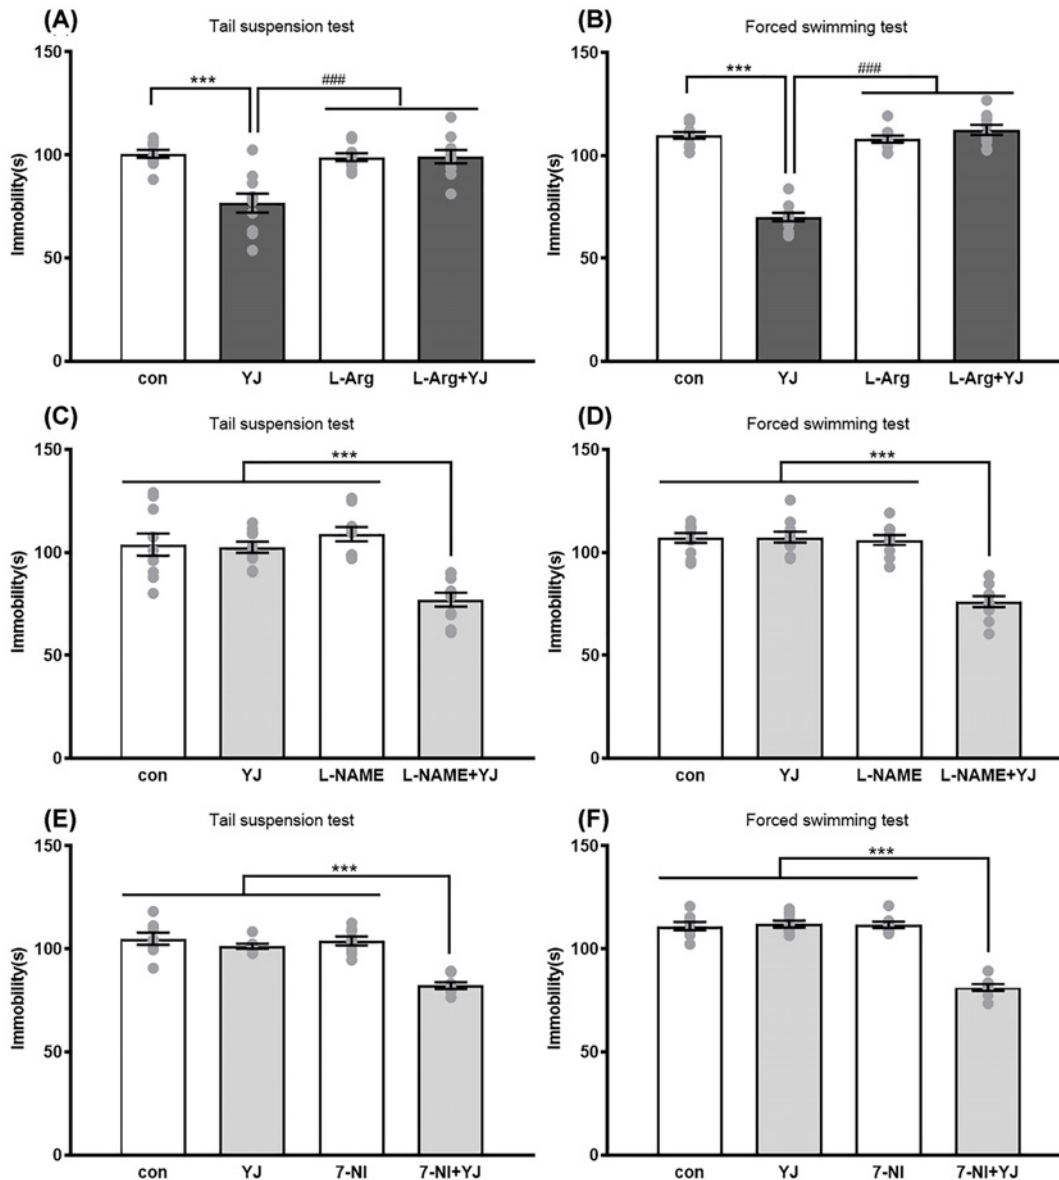 (A)
Tail suspension test
Immobility(s)
150
100
50
0
***
###
con YJ L-Arg L-Arg+YJ
(B)
Forced swimming test
Immobility(s)
150
100
50
0
***
###
con YJ L-Arg L-Arg+YJ
(C)
Tail suspension test
Immobility(s)
150
100
50
0
***
con YJ L-NAME L-NAME+YJ
(D)
Forced swimming test
Immobility(s)
150
100
50
0
***
con YJ L-NAME L-NAME+YJ
(E)
Tail suspension test
Immobility(s)
150
100
50
0
***
con YJ 7-NI 7-NI+YJ
(F)
Forced swimming test
Immobility(s)
150
100
50
0
***
con YJ 7-NI 7-NI+YJ